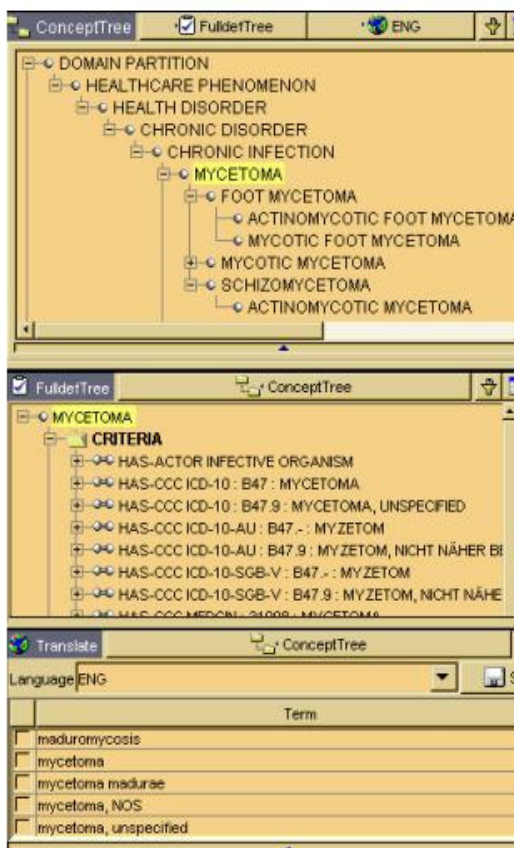 ConceptTree FulldefTree ENG
DOMAIN PARTITION
HEALTHCARE PHENOMENON
HEALTH DISORDER
CHRONIC DISORDER
CHRONIC INFECTION
MYCETOMA
FOOT MYCETOMA
ACTINOMYCOTIC FOOT MYCETOMA
MYCOTIC FOOT MYCETOMA
MYCOTIC MYCETOMA
SCHIZOMYCETOMA
ACTINOMYCOTIC MYCETOMA
FulldefTree ConceptTree
MYCETOMA
CRITERIA
HAS-ACTOR INFECTIVE ORGANISM
HAS-CCC ICD-10 : B47 : MYCETOMA
HAS-CCC ICD-10 : B47.9 : MYCETOMA, UNSPECIFIED
HAS-CCC ICD-10-AU : B47.- : MYZETOM
HAS-CCC ICD-10-AU : B47.9 : MYZETOM, NICHT NÄHER BE
HAS-CCC ICD-10-SGB-V : B47.- : MYZETOM
HAS-CCC ICD-10-SGB-V : B47.9 : MYZETOM, NICHT NÄHE
HAS-CCC MEDCIN : : MYCETOMA
Translate ConceptTree
Language ENG S
Term
maduromycosis
mycetoma
mycetoma madurae
mycetoma, NOS
mycetoma, unspecified